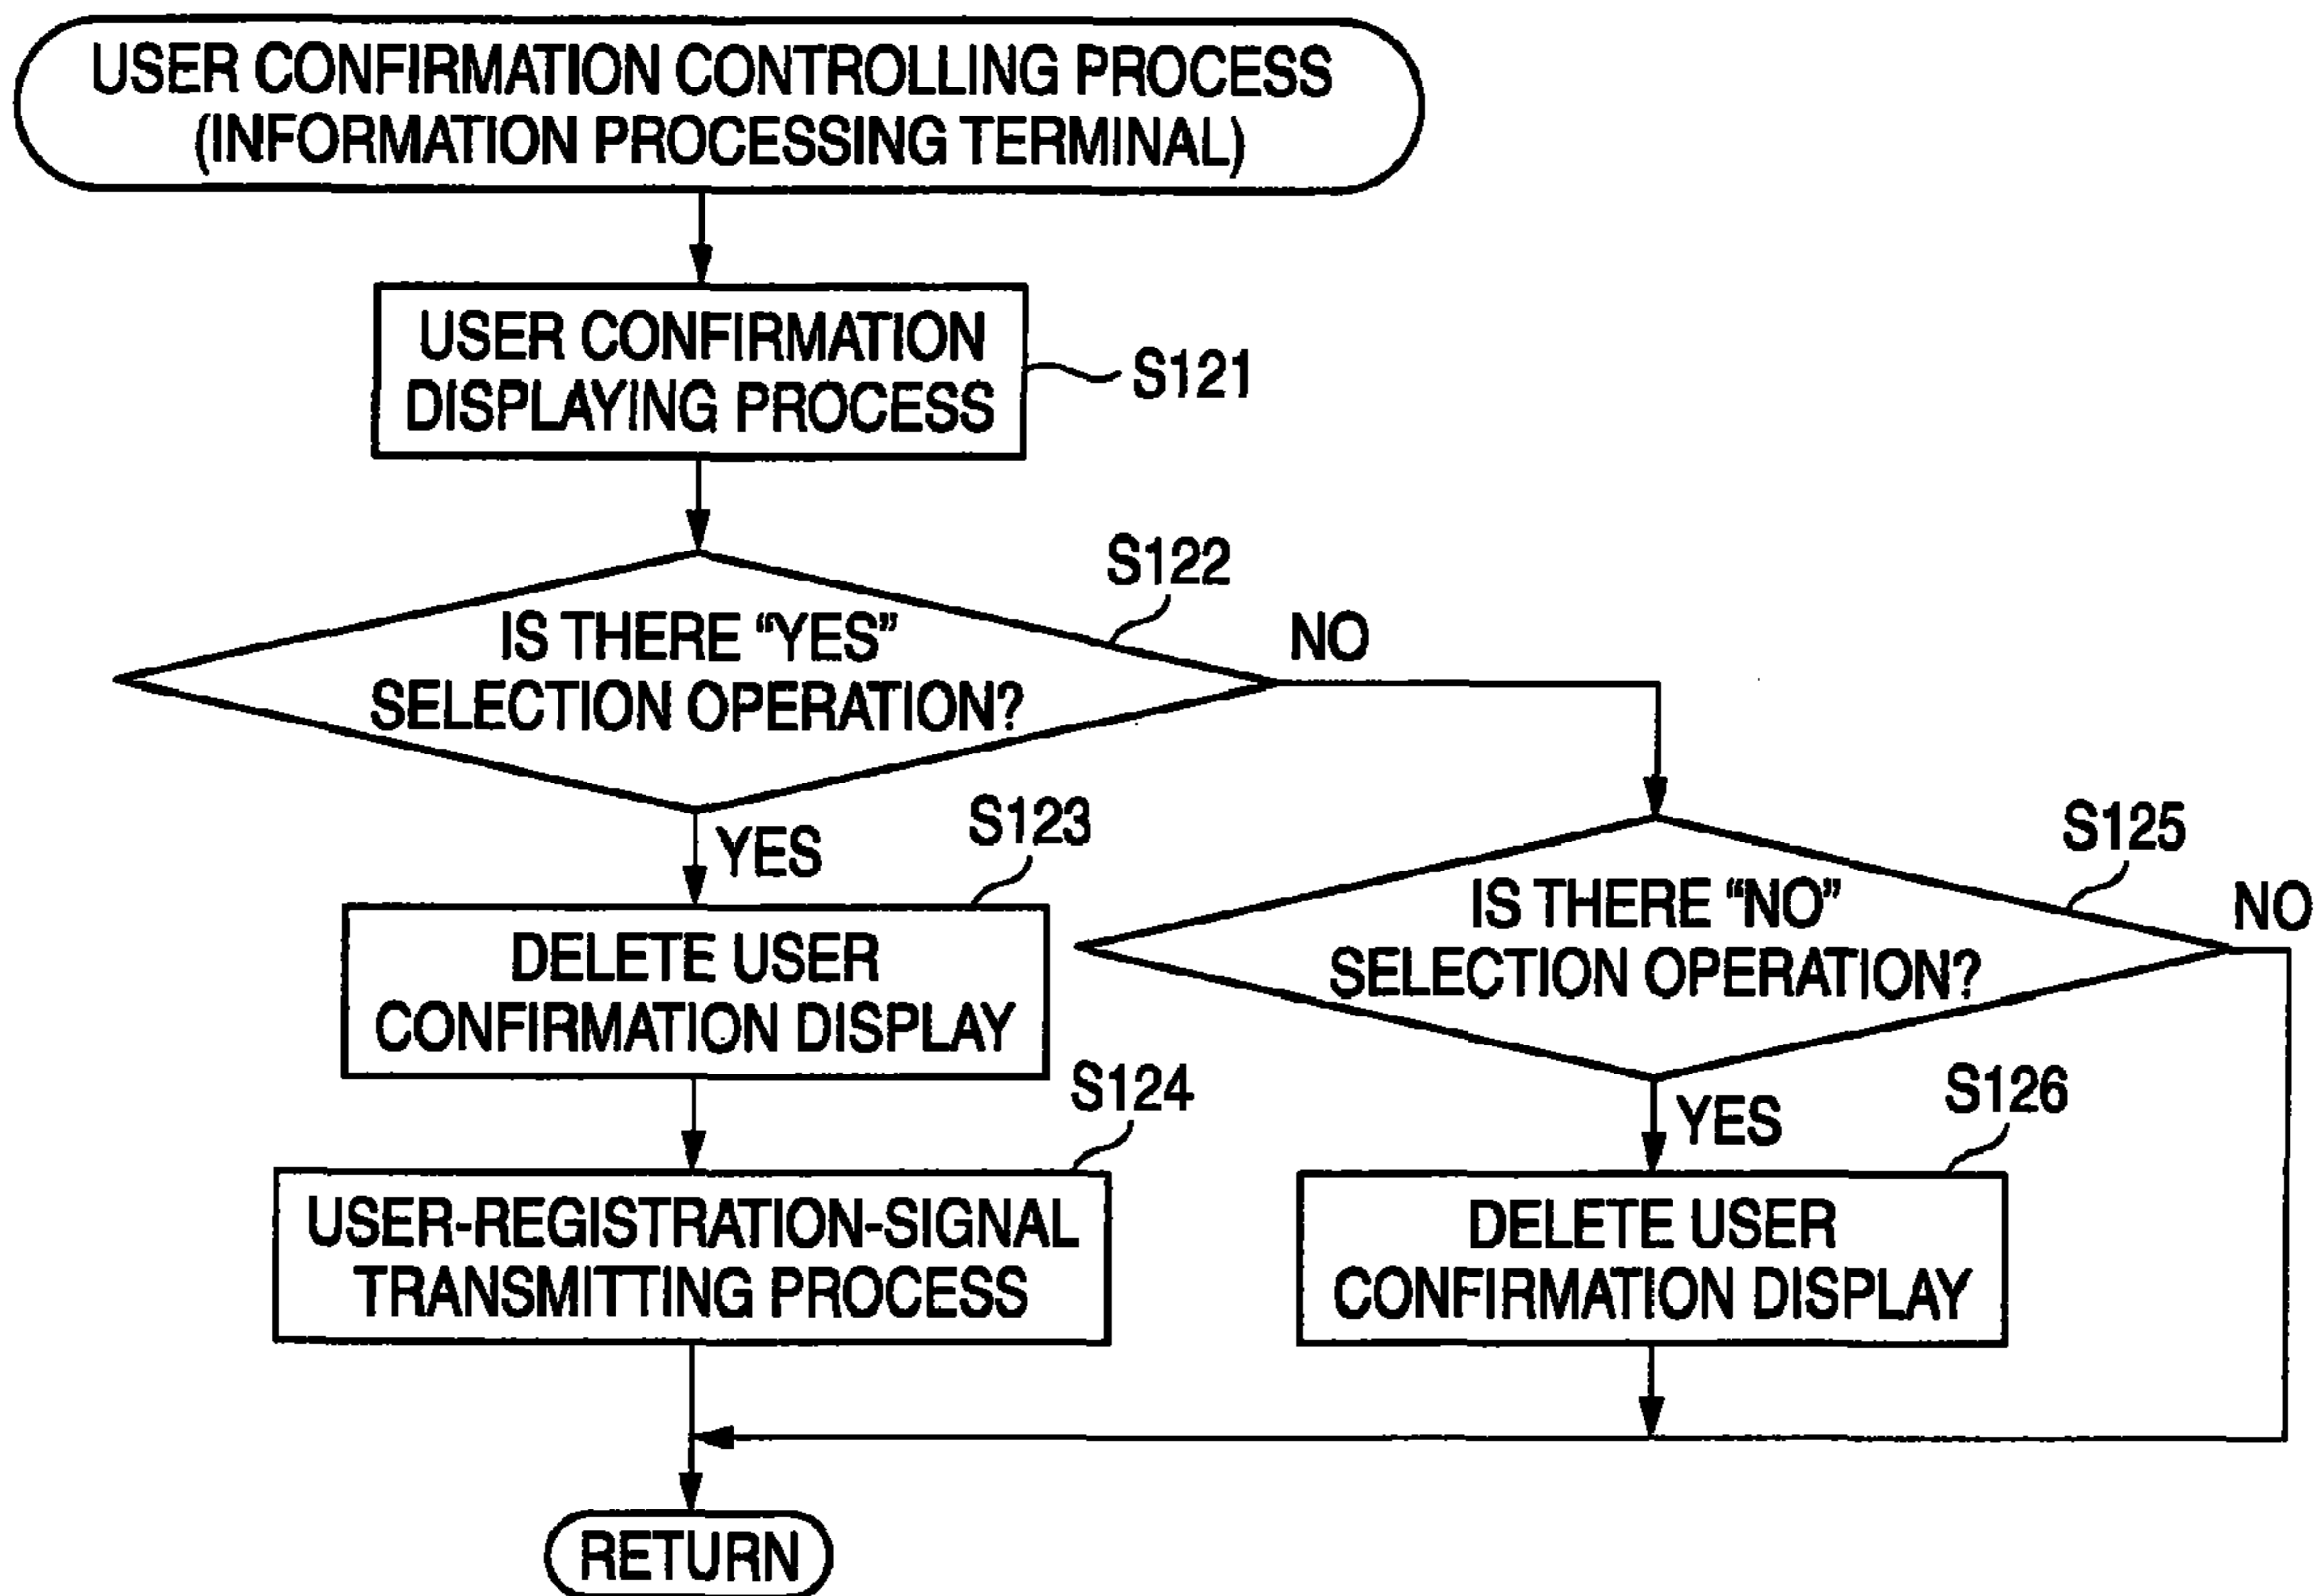 USER CONFIRMATION CONTROLLING PROCESS
(INFORMATION PROCESSING TERMINAL)
USER CONFIRMATION
DISPLAYING PROCESS
S121
S122
IS THERE “YES”
SELECTION OPERATION?
NO
YES
S123
DELETE USER
CONFIRMATION DISPLAY
S124
USER-REGISTRATION-SIGNAL
TRANSMITTING PROCESS
S125
IS THERE “NO”
SELECTION OPERATION?
NO
YES
S126
DELETE USER
CONFIRMATION DISPLAY
RETURN